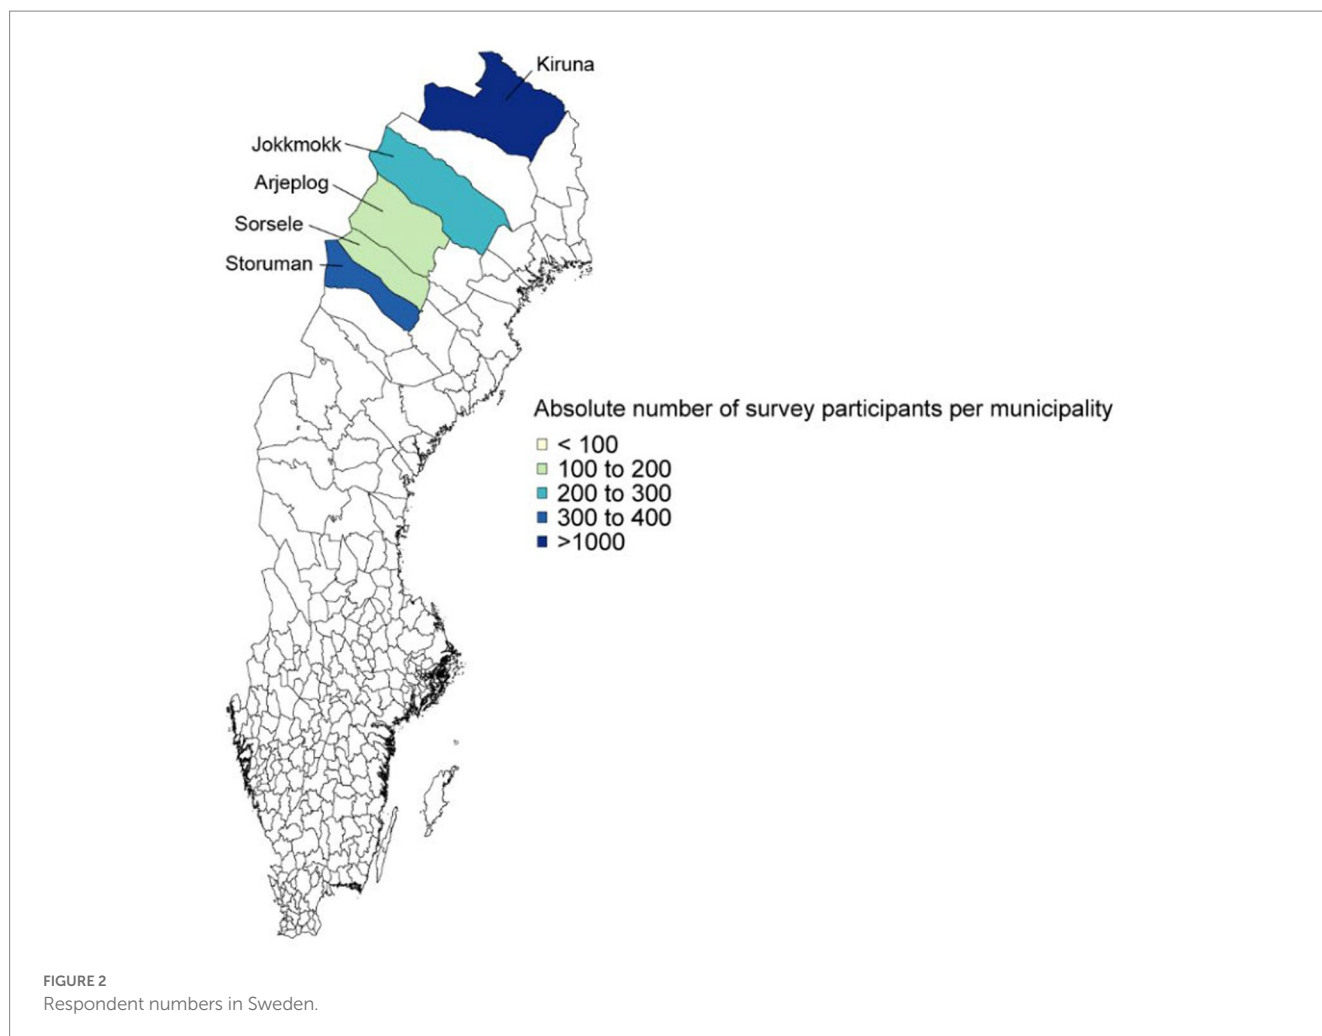 Kiruna
Jokkmokk
Arjeplog
Sorsele
Storuman
Absolute number of survey participants per municipality
< 100
100 to 200
200 to 300
300 to 400
>1000
FIGURE 2
Respondent numbers in Sweden.